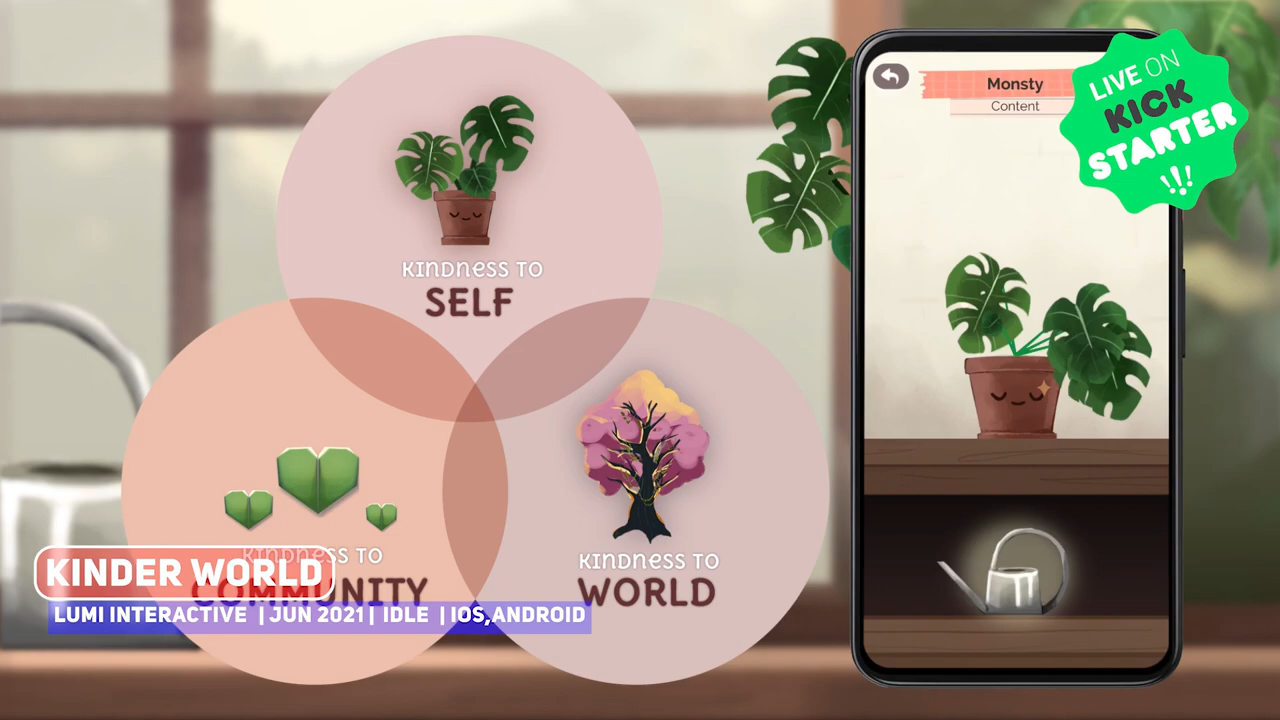 KINDNESS TO
SELF
KINDNESS TO
COMMUNITY
KINDNESS TO
WORLD
KINDER WORLD
LUMI INTERACTIVE | JUN 2021 | IDLE | IOS,ANDROID
Monsty
Content
LIVE ON
KICK
STARTER
!!!